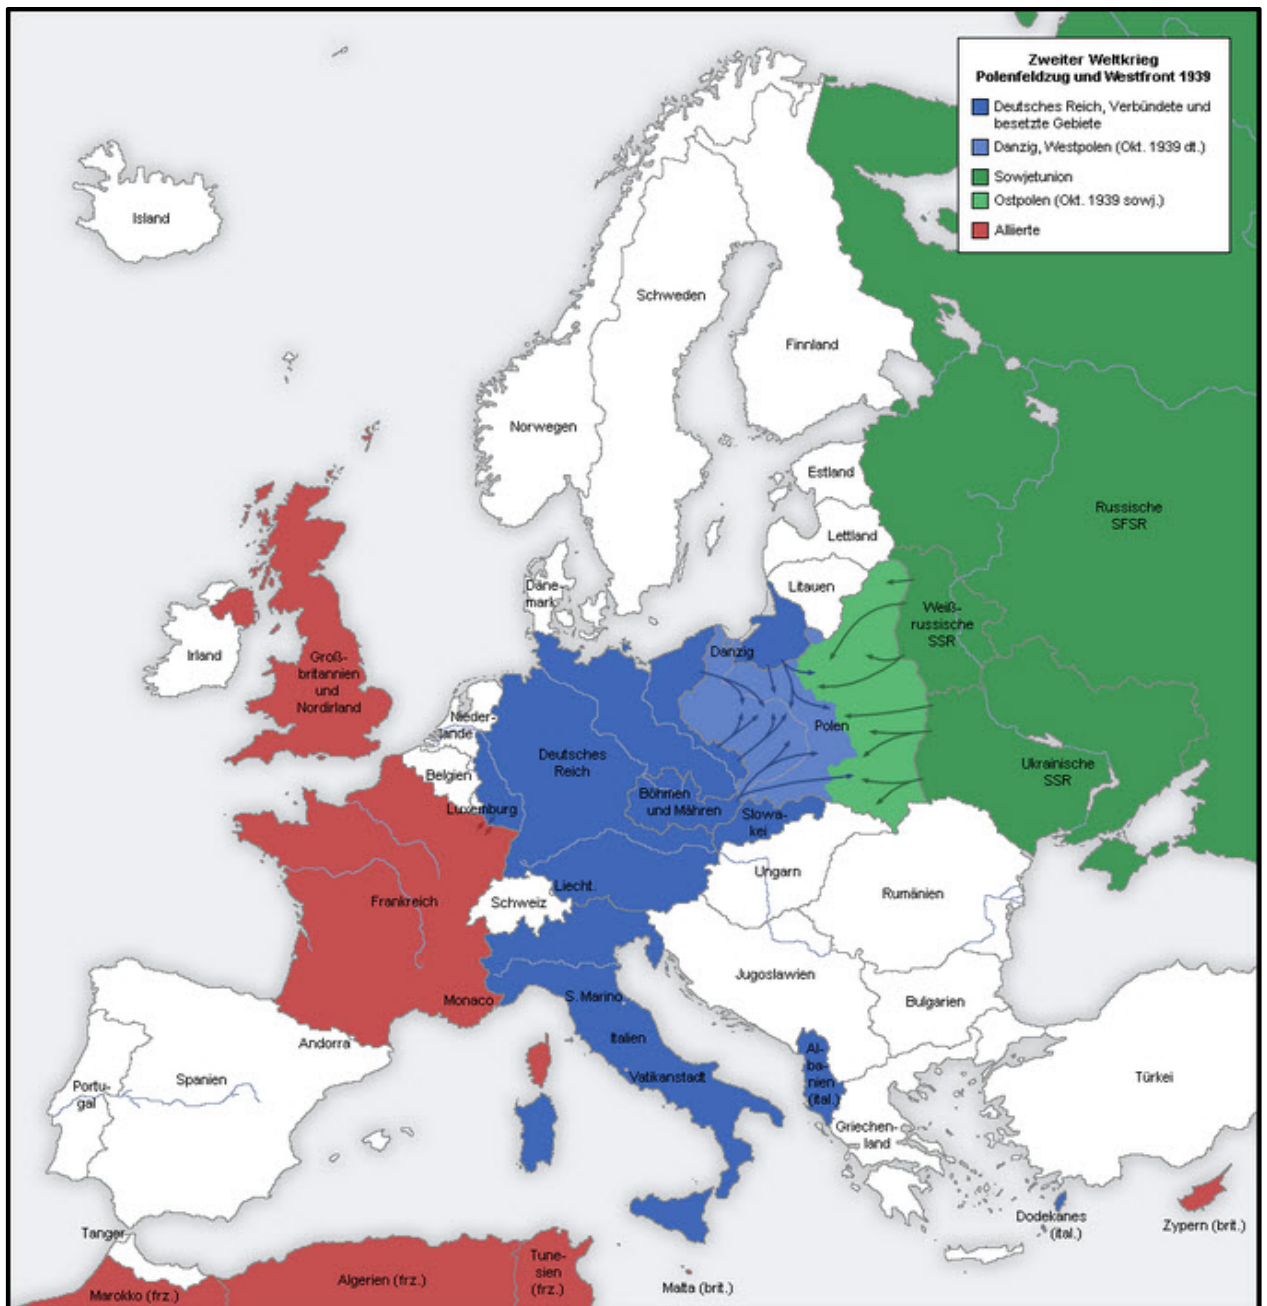 Zweiter Weltkrieg
Polenfeldzug und Westfront 1939
Deutsches Reich, Verbündete und
besetzte Gebiete
Danzig, Westpolen (Okt. 1939 dt.)
Sowjetunion
Ostpolen (Okt. 1939 sowj.)
Alliierte
Island
Schweden
Finnland
Norwegen
Estland
Russische
SFSR
Lettland
Litauen
Däne-
mark
Weiß-
russische
SSR
Irland
Groß-
britannien
und
Nordirland
Danzig
Nieder-
lande
Polen
Deutsches
Reich
Belgien
Ukrainische
SSR
Luxemburg
Böhmen
und Mähren
Slowa-
kei
Ungarn
Liecht.
Schweiz
Rumänien
Frankreich
Jugoslawien
S. Marino
Monaco
Bulgarien
Italien
Andorra
Al-
ba-
nien
(ital.)
Vatikanstadt
Spanien
Portu-
gal
Türkei
Griechen-
land
Dodekanes
(ital.)
Zypern (brit.)
Tanger
Marokko (frz.)
Algerien (frz.)
Tune-
sien
(frz.)
Malta (brit.)